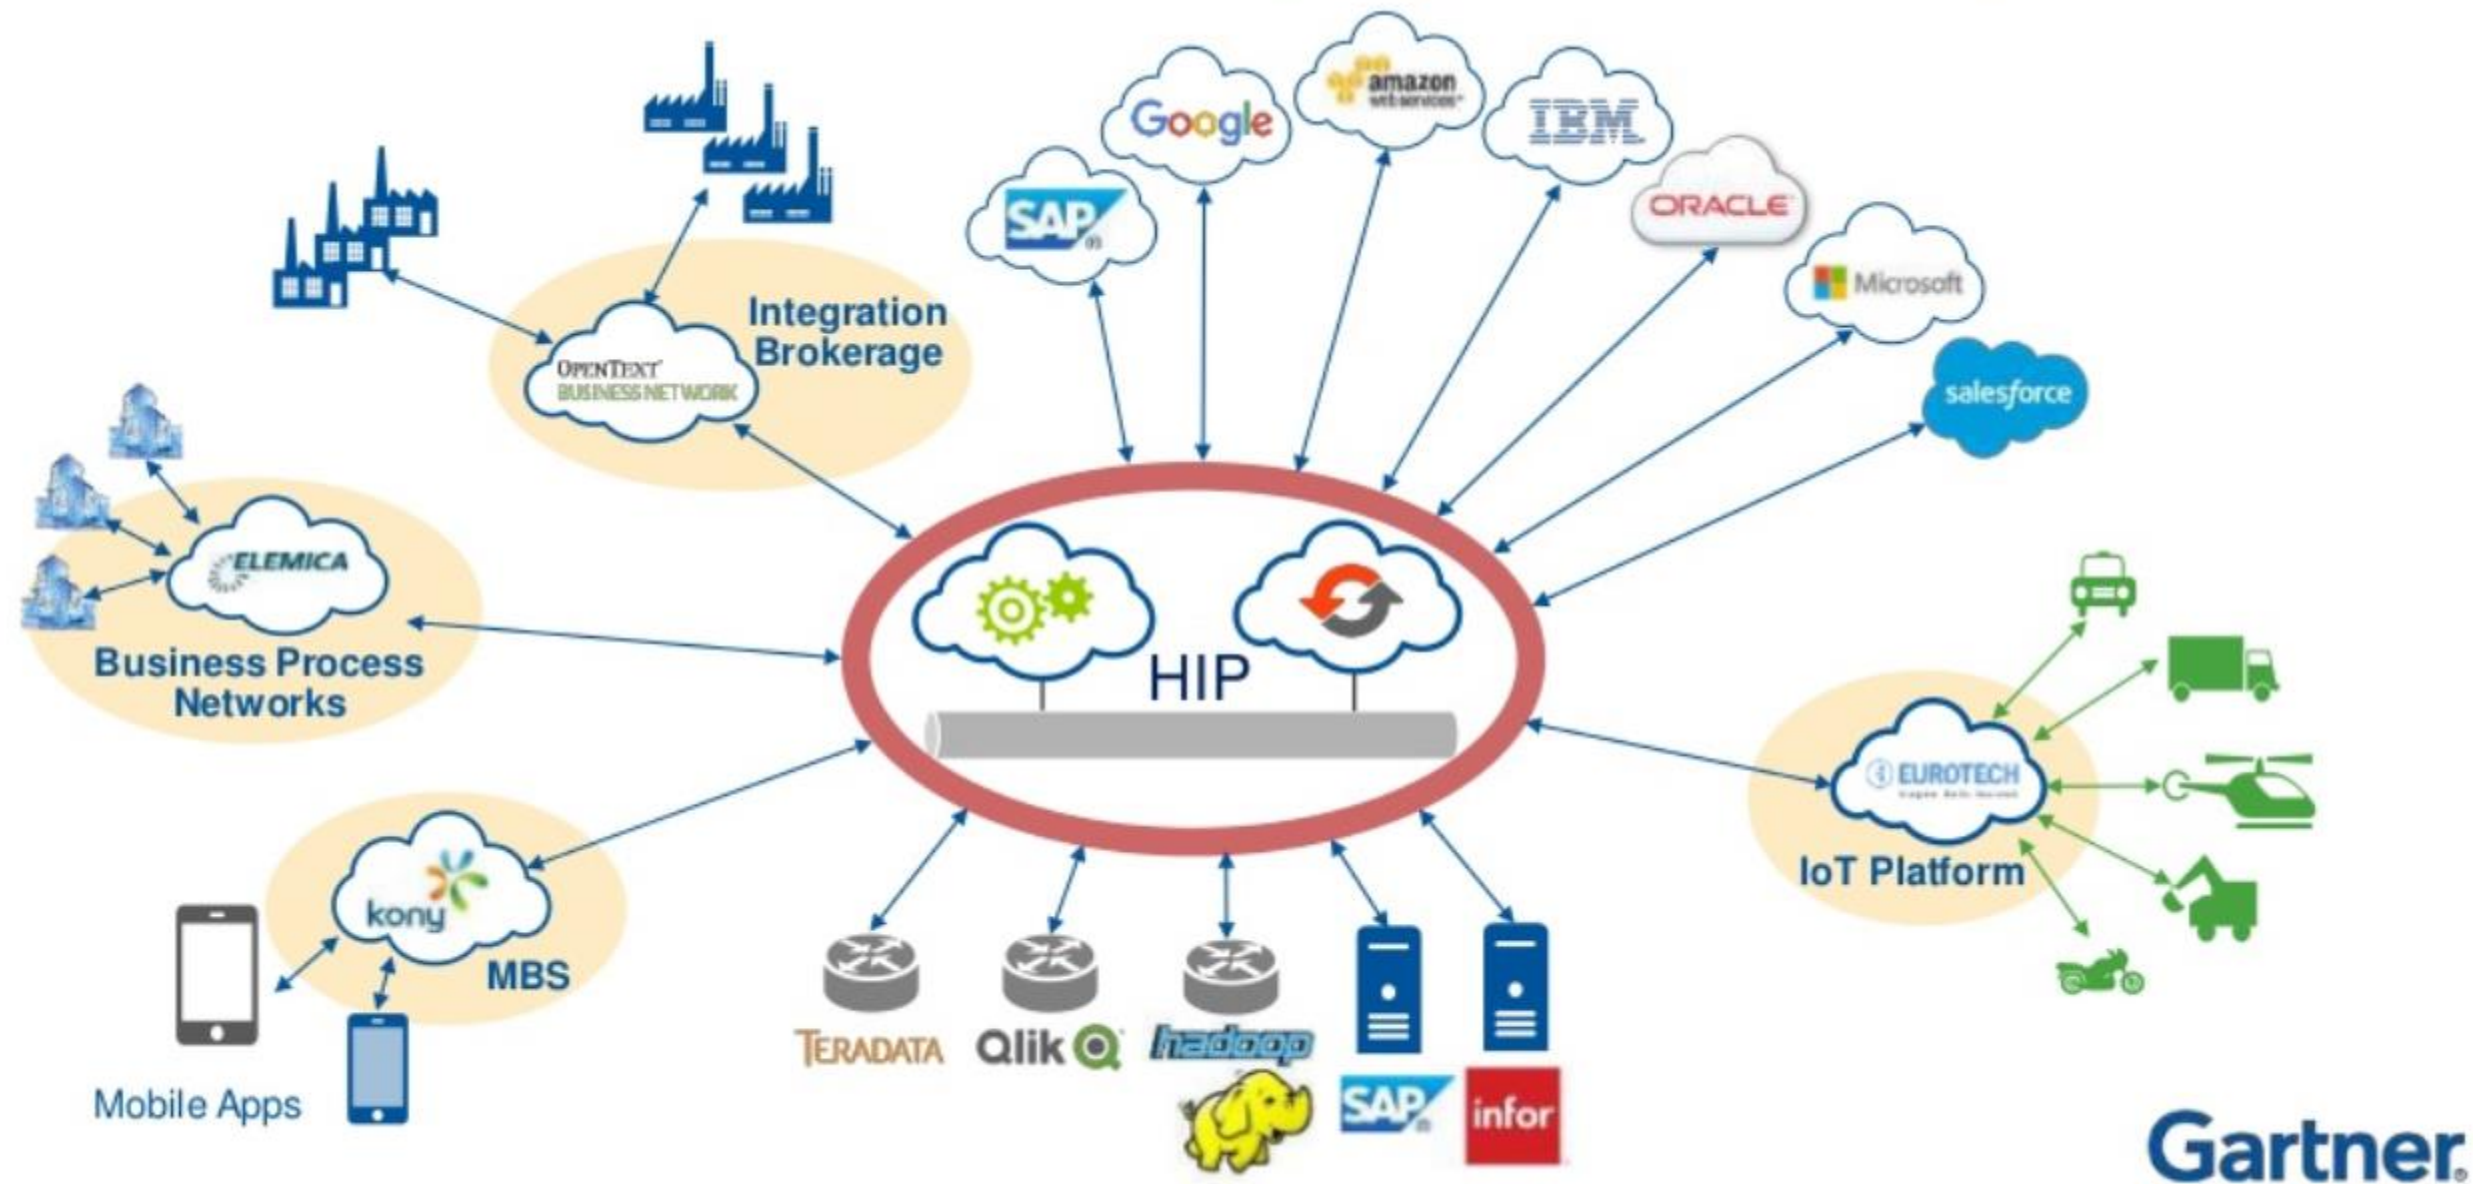 Google
amazon
webservices™
IBM
SAP
ORACLE
Microsoft
salesforce
Integration
Brokerage
OPENTEXT
BUSINESS NETWORK
ELEMICA
Business Process
Networks
HIP
EUROTECH
IoT Platform
kony
MBS
Mobile Apps
TERADATA
Qlik Q
hadoop
SAP
infor
Gartner